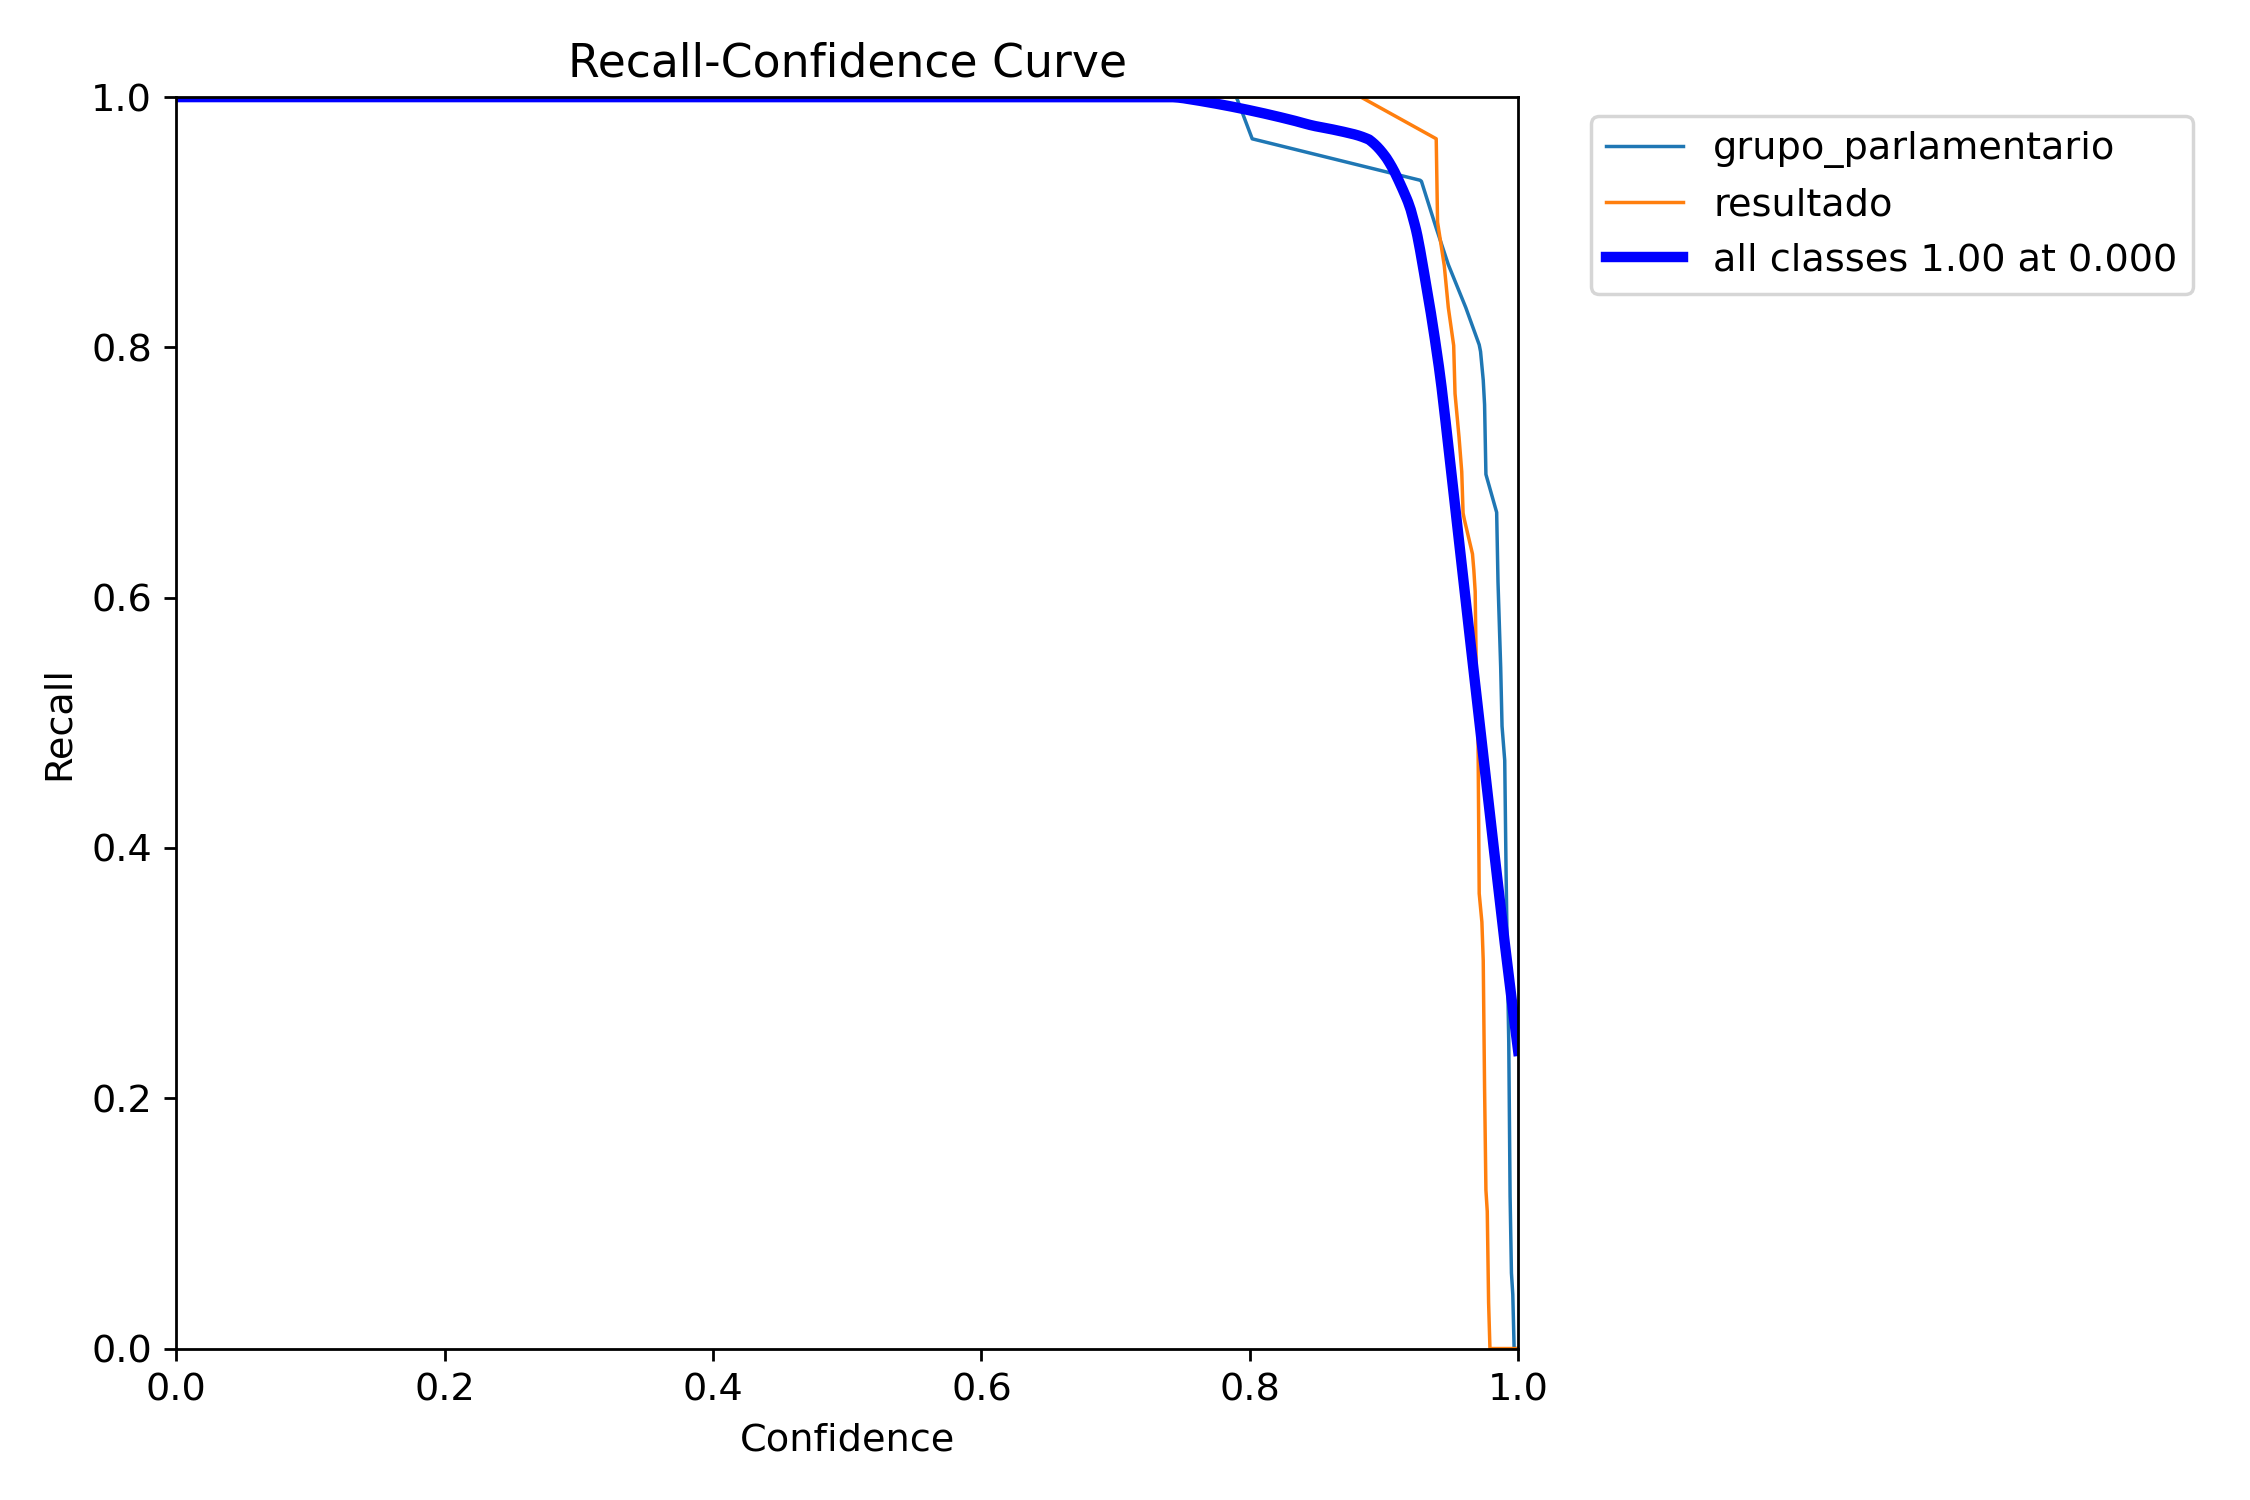 Recall-Confidence Curve
1.0
0.8
0.6
0.4
0.2
0.0
Recall
0.0 0.2 0.4 0.6 0.8 1.0
Confidence
grupo_parlamentario
resultado
all classes 1.00 at 0.000